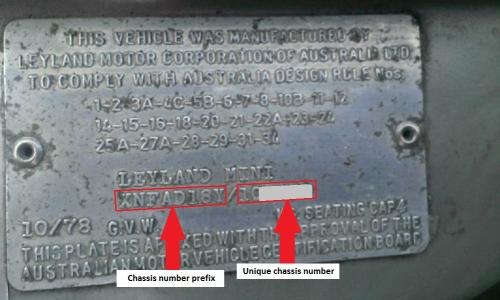 THIS VEHICLE WAS MANUFACTURED BY
LEYLAND MOTOR CORPORATION OF AUSTRALIA LTD
TO COMPLY WITH AUSTRALIA DESIGN RULE Nos.
1-2-3A-4C-5B-6-7-8-10B-11-12
14-15-16-18-20-21-22A-23-24
25A-27A-28-29-31-34
LEYLAND MINI
XNFAD18Y/10
10/78 G.V.W. SEATING CAP 4
THIS PLATE IS AFFIXED WITH THE APPROVAL OF THE
AUSTRALIAN MOTOR VEHICLE CERTIFICATION BOARD
Chassis number prefix
Unique chassis number